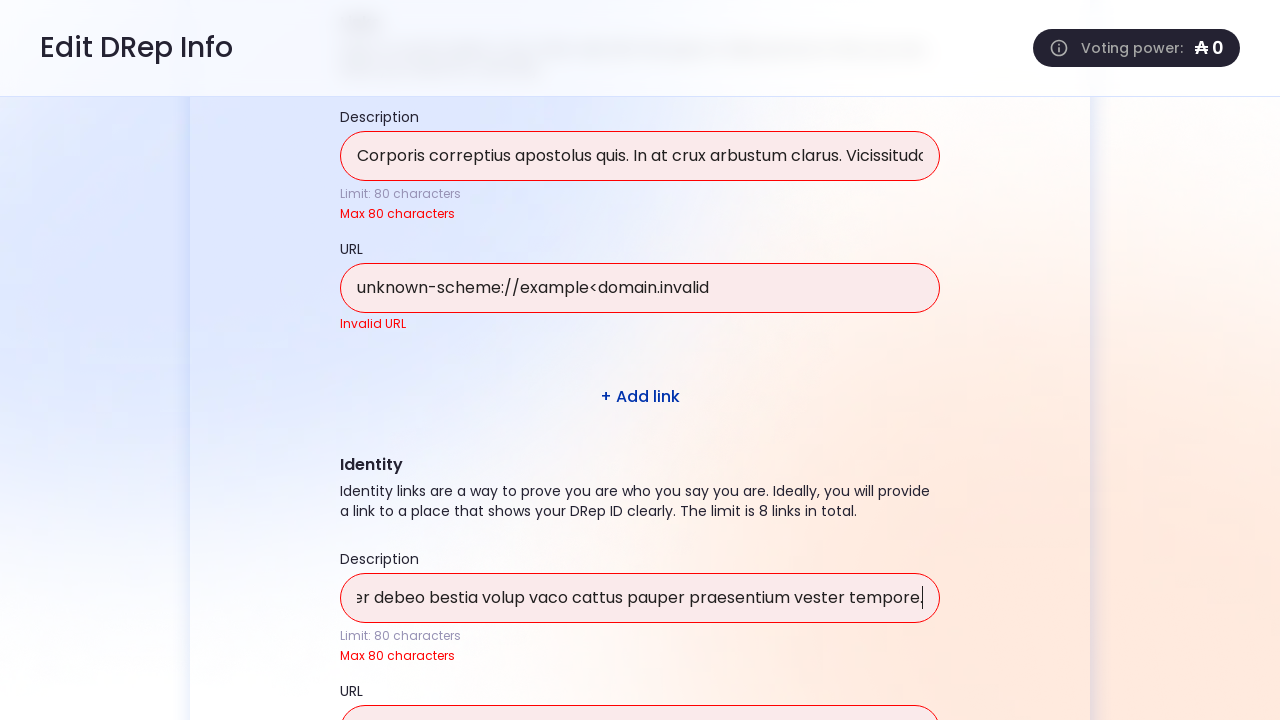 Edit DRep Info
Voting power: ₳ 0
Description
Corporis correptius apostolus quis. In at crux arbustum clarus. Vicissitudo
Limit: 80 characters
Max 80 characters
URL
unknown-scheme://example<domain.invalid
Invalid URL
+ Add link
Identity
Identity links are a way to prove you are who you say you are. Ideally, you will provide
a link to a place that shows your DRep ID clearly. The limit is 8 links in total.
Description
er debeo bestia volup vaco cattus pauper praesentium vester tempore.
Limit: 80 characters
Max 80 characters
URL